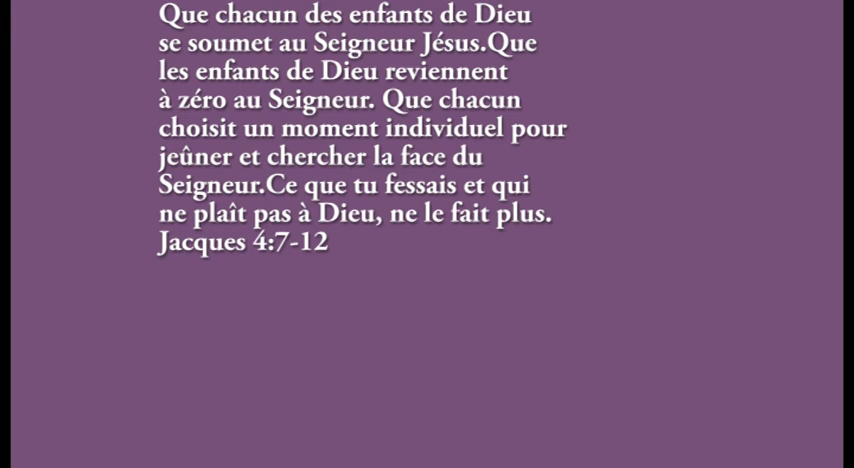 Que chacun des enfants de Dieu
se soumet au Seigneur Jésus.Que
les enfants de Dieu reviennent
à zéro au Seigneur. Que chacun
choisit un moment individuel pour
jeûner et chercher la face du
Seigneur.Ce que tu fessais et qui
ne plaît pas à Dieu, ne le fait plus.
Jacques 4:7-12